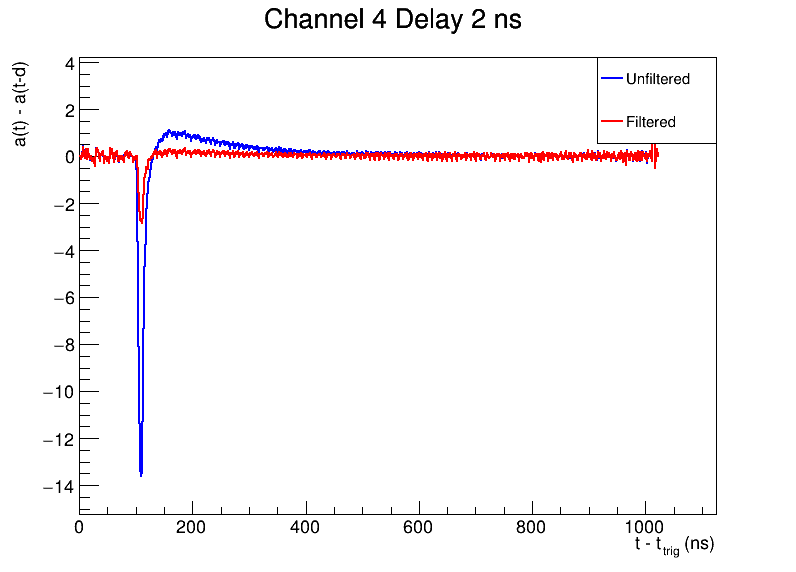 Channel 4 Delay 2 ns
a(t) - a(t-d)
4
2
0
−2
−4
−6
−8
−10
−12
−14
Unfiltered
Filtered
0 200 400 600 800 1000
t - t_trig (ns)